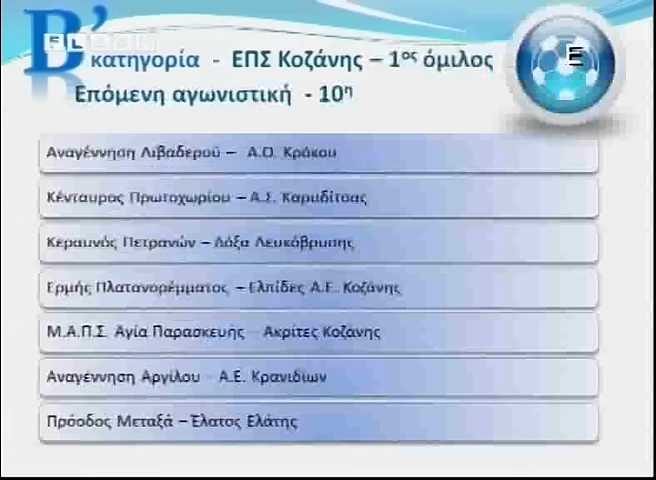 Β' κατηγορία - ΕΠΣ Κοζάνης – 1ος όμιλος
Επόμενη αγωνιστική - 10η
Αναγέννηση Λιβαδερού – Α.Ο. Κρόκου
Κένταυρος Πρωτοχωρίου – Α.Σ. Καρυδίτσας
Κεραυνός Πετρανών – Δόξα Λευκόβρυσης
Ερμής Πλατανορέμματος – Ελπίδες Α.Ε. Κοζάνης
Μ.Α.Π.Σ. Αγία Παρασκευής – Ακρίτες Κοζάνης
Αναγέννηση Αργίλου – Α.Ε. Κρανιδίων
Πρόοδος Μεταξά – Έλατος Ελάτης